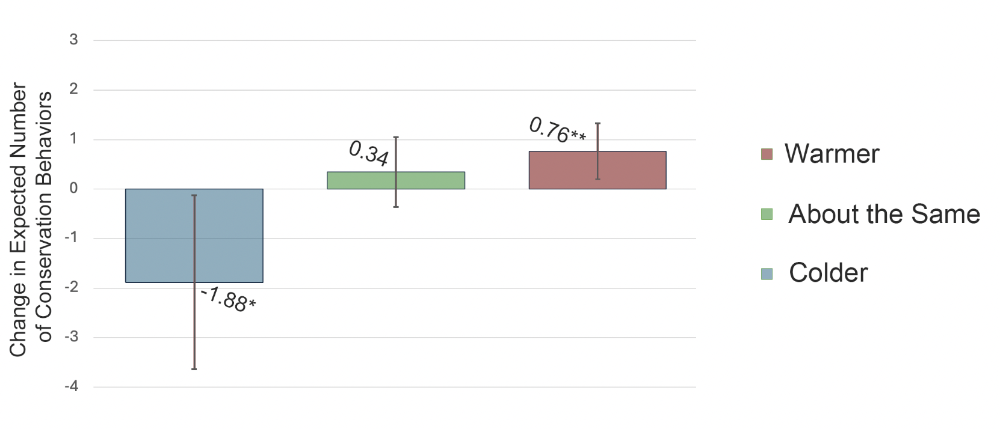 Change in Expected Number
of Conservation Behaviors
3
2
1
0
-1
-2
-3
-4
-1.88*
0.34
0.76**
Warmer
About the Same
Colder